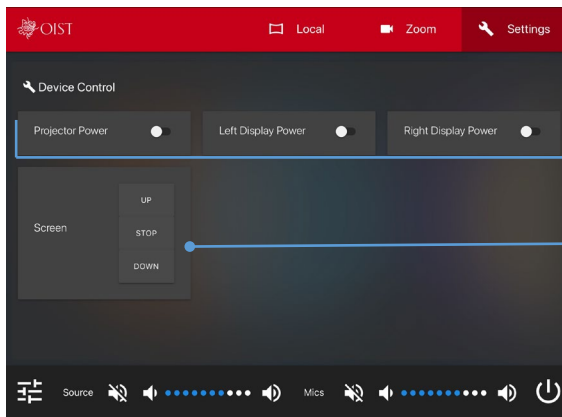 OIST
Local
Zoom
Settings
Device Control
Projector Power
Left Display Power
Right Display Power
Screen
UP
STOP
DOWN
Source
Mics